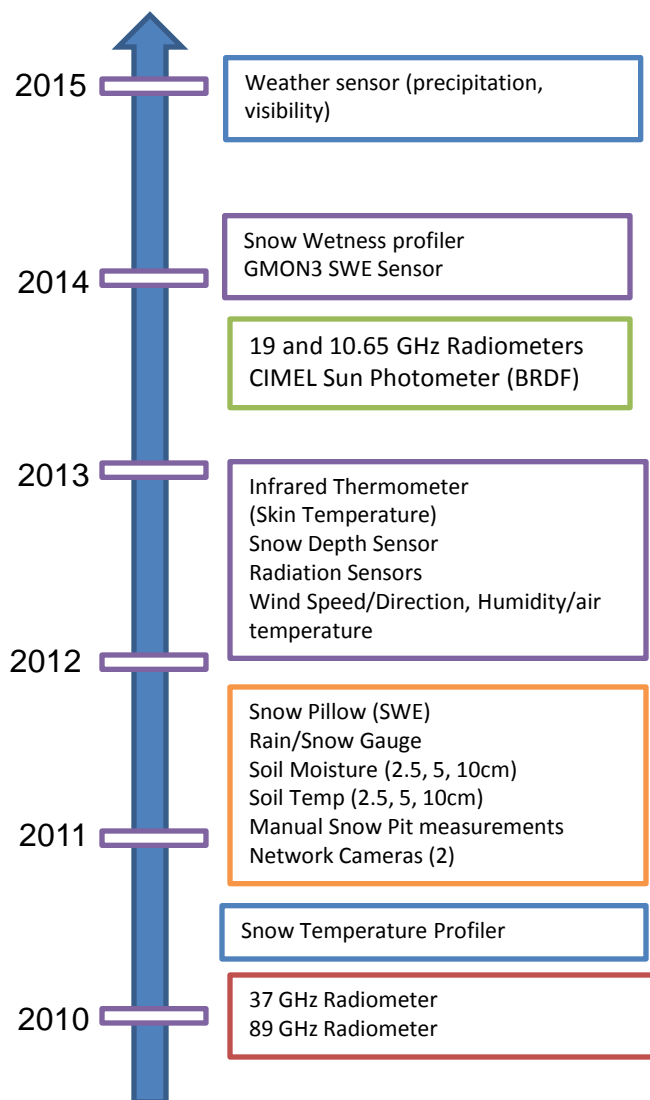 2015
Weather sensor (precipitation,
visibility)
2014
Snow Wetness profiler
GMON3 SWE Sensor
19 and 10.65 GHz Radiometers
CIMEL Sun Photometer (BRDF)
2013
Infrared Thermometer
(Skin Temperature)
Snow Depth Sensor
Radiation Sensors
Wind Speed/Direction, Humidity/air
temperature
2012
Snow Pillow (SWE)
Rain/Snow Gauge
Soil Moisture (2.5, 5, 10cm)
Soil Temp (2.5, 5, 10cm)
Manual Snow Pit measurements
Network Cameras (2)
2011
Snow Temperature Profiler
2010
37 GHz Radiometer
89 GHz Radiometer